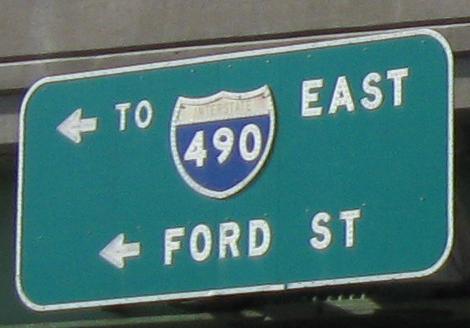 TO INTERSTATE 490 EAST
FORD ST